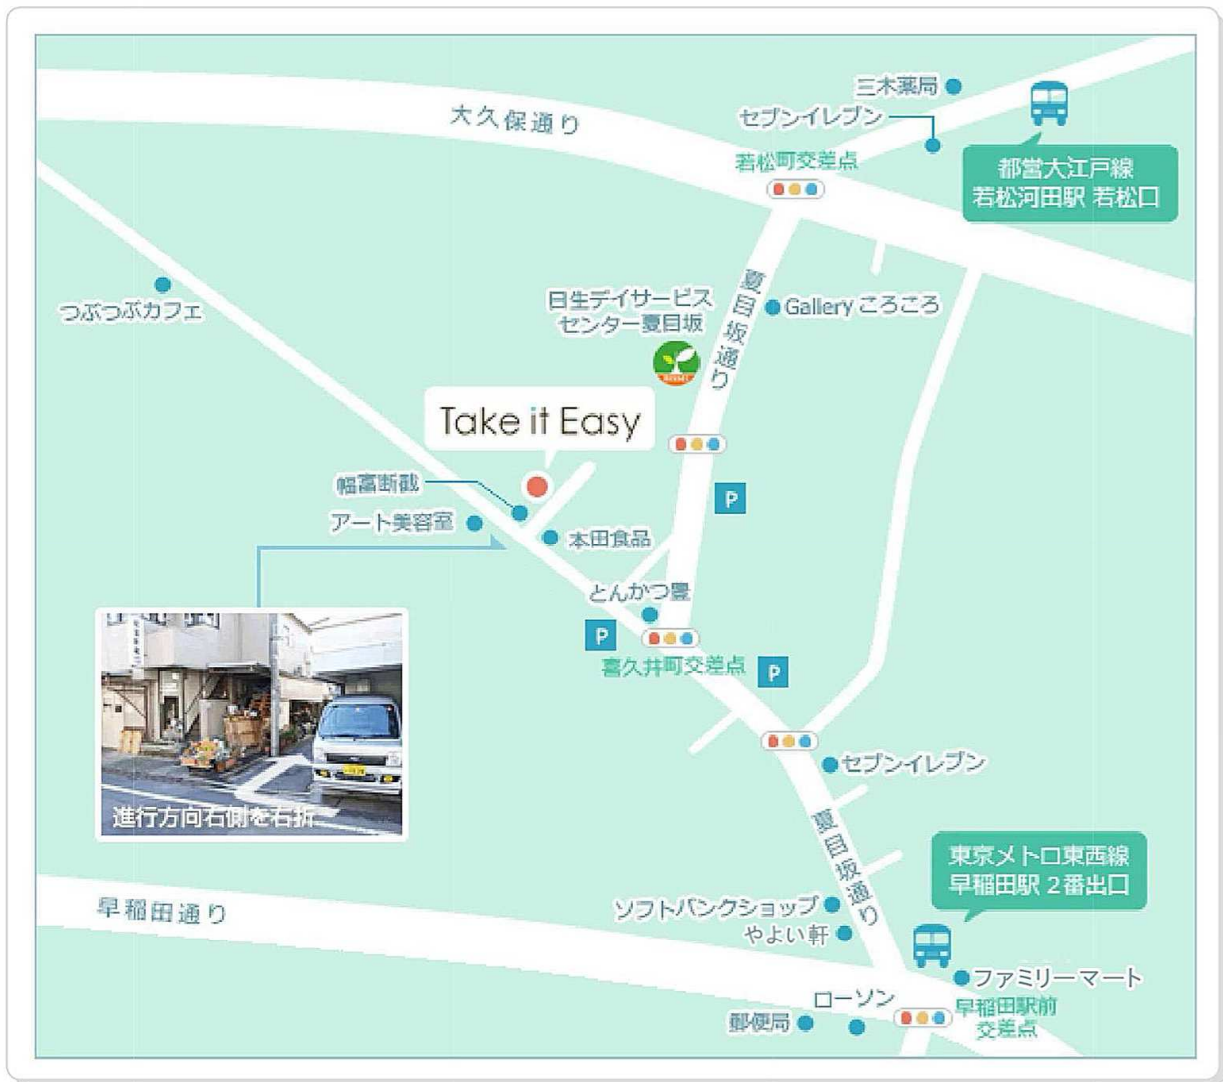 大久保通り
三木薬局
セブンイレブン
若松町交差点
都営大江戸線
若松河田駅 若松口
つぶつぶカフェ
日生デイサービス
センター夏目坂
夏目坂通り
Gallery ころころ
Take it Easy
幅富断裁
アート美容室
本田食品
P
とんかつ豊
P
喜久井町交差点
P
進行方向右側を右折
セブンイレブン
夏目坂通り
東京メトロ東西線
早稲田駅 2番出口
早稲田通り
ソフトバンクショップ
やよい軒
ファミリーマート
ローソン
郵便局
早稲田駅前
交差点